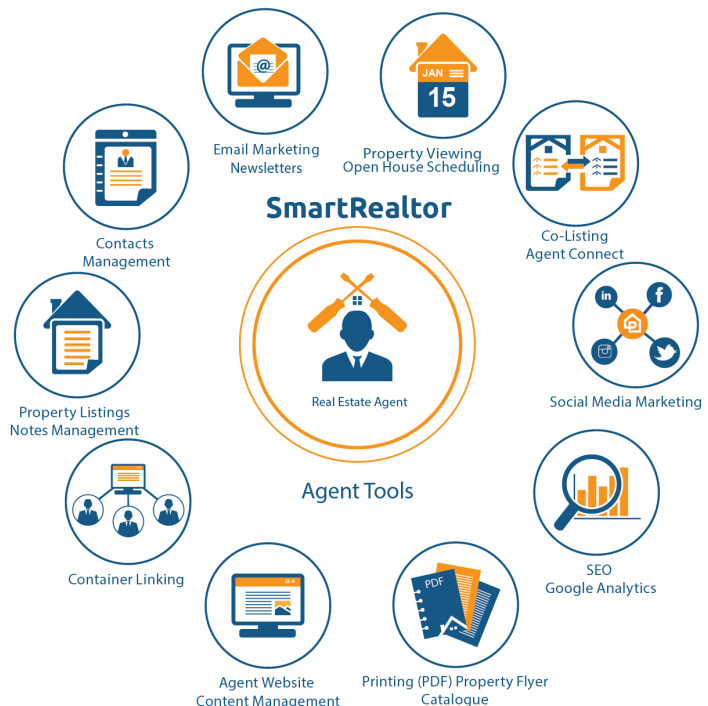 @
JAN
15
Email Marketing
Newsletters
Property Viewing
Open House Scheduling
SmartRealtor
Co-Listing
Agent Connect
Contacts
Management
in
f
Real Estate Agent
Social Media Marketing
Property Listings
Notes Management
Agent Tools
SEO
Google Analytics
Container Linking
PDF
Agent Website
Content Management
Printing (PDF) Property Flyer
Catalogue